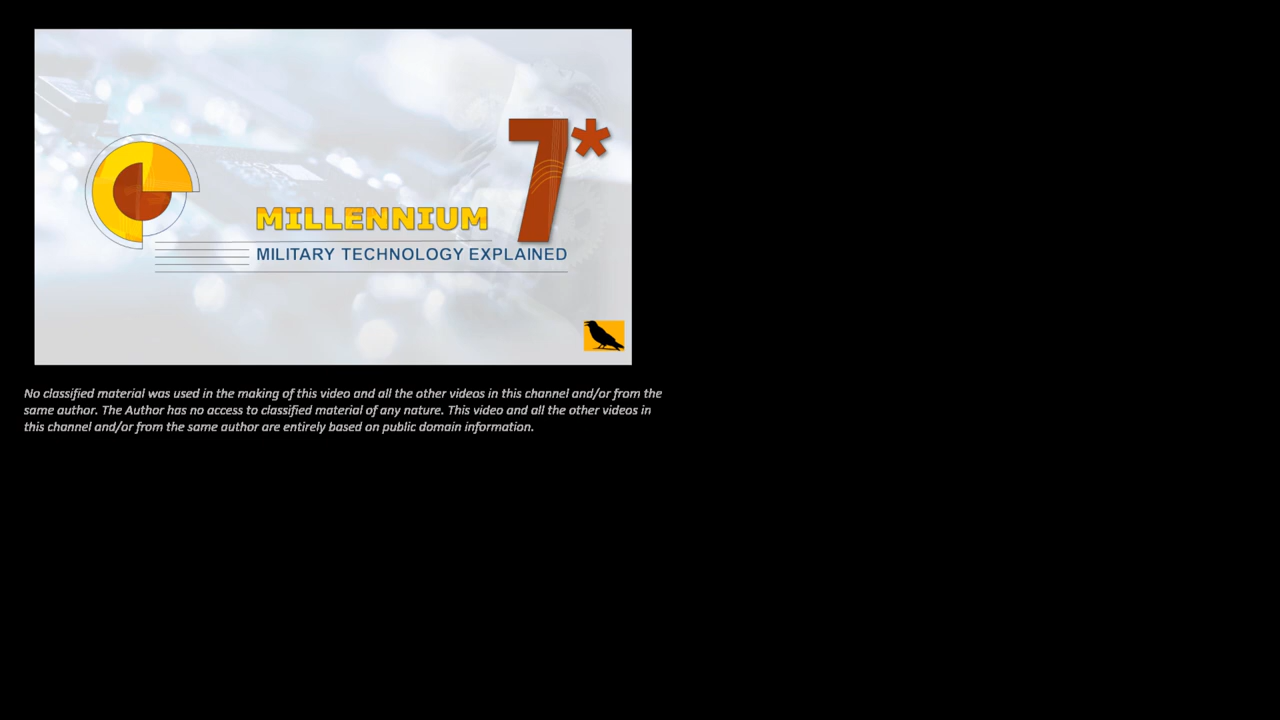 7*
MILLENNIUM
MILITARY TECHNOLOGY EXPLAINED
No classified material was used in the making of this video and all the other videos in this channel and/or from the
same author. The Author has no access to classified material of any nature. This video and all the other videos in
this channel and/or from the same author are entirely based on public domain information.